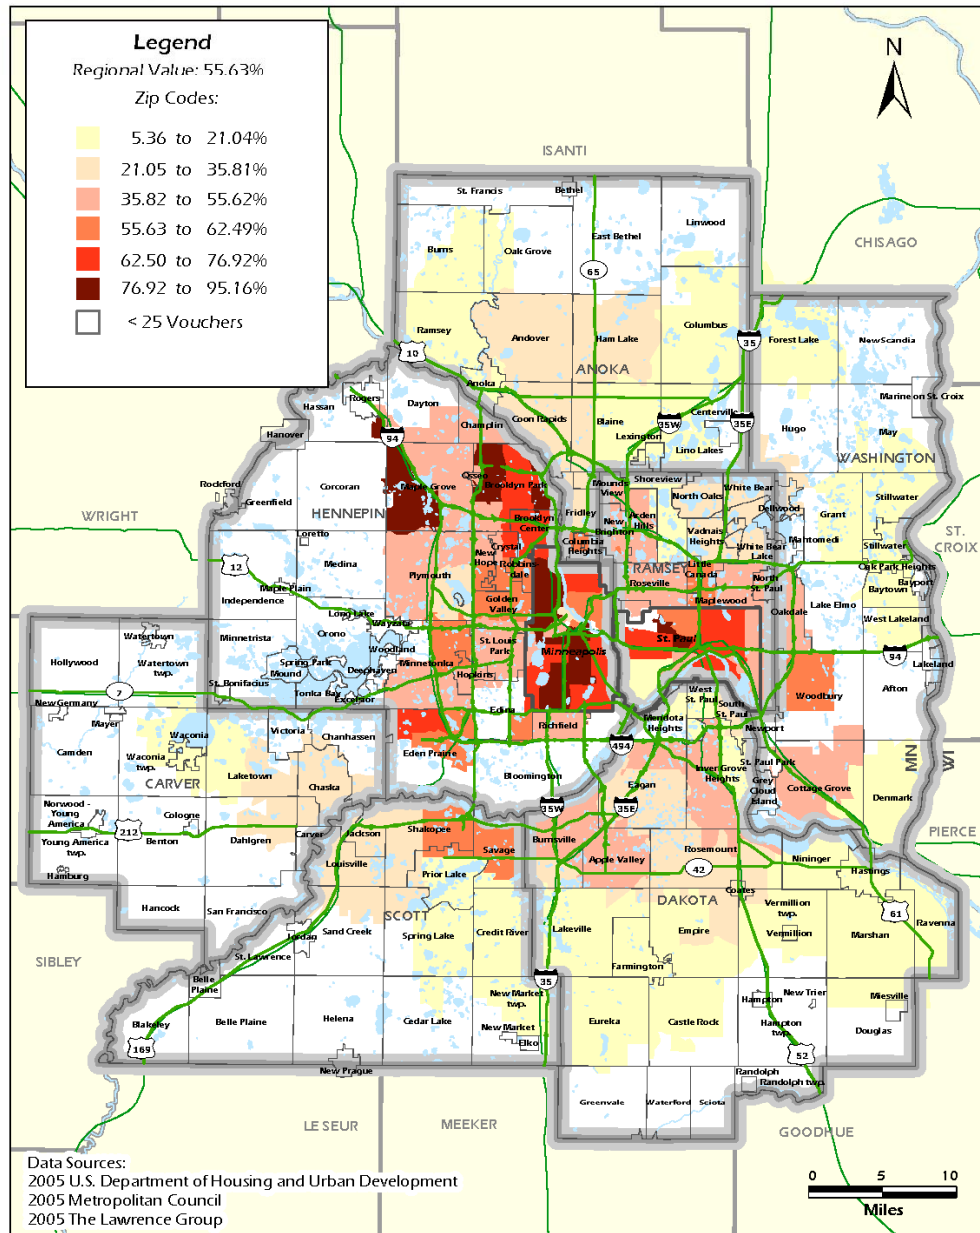 Legend
Regional Value: 55.63%
Zip Codes:
5.36 to 21.04%
21.05 to 35.81%
35.82 to 55.62%
55.63 to 62.49%
62.50 to 76.92%
76.92 to 95.16%
< 25 Vouchers
N
ISANTI
St. Francis
Bethel
Linwood
East Bethel
Burns
Oak Grove
CHISAGO
65
Ramsey
Andover
Ham Lake
Columbus
Forest Lake
New Scandia
35
10
ANOKA
Anoka
Rogers
Hassan
Dayton
Marine on St. Croix
Champlin
Coon Rapids
Blaine
Centerville
35W
35E
Hugo
May
Hanover
94
Lexington
Lino Lakes
WASHINGTON
Rockford
Corcoran
Osseo
Maple Grove
Brooklyn Park
Mounds
View
Shoreview
North Oaks
White Bear
Dellwood
Stillwater
Greenfield
HENNEPIN
Brooklyn
Center
Fridley
New
Brighton
Arden
Hills
Vadnais
Heights
Grant
WRIGHT
Loretto
Crystal
Columbia
Heights
White Bear
Lake
Mahtomedi
Stillwater
ST.
CROIX
12
Medina
Plymouth
New
Hope
Robbins-
dale
RAMSEY
Little
Canada
Oak Park Heights
Bayport
Maple Plain
Roseville
North
St. Paul
Baytown
Independence
Golden
Valley
Maplewood
Oakdale
Lake Elmo
Long Lake
Wayzata
West Lakeland
Watertown
Minnetrista
Orono
St. Louis
Park
St. Paul
Hollywood
Watertown
twp.
Woodland
Minneapolis
94
Spring Park
Mound
Deephaven
Minnetonka
Lakeland
7
St. Bonifacius
Tonka Bay
Hopkins
Afton
Excelsior
West
St. Paul
South
St. Paul
Woodbury
New Germany
Mayer
Edina
Richfield
Mendota
Heights
Newport
Waconia
Victoria
Chanhassen
Eden Prairie
494
MN
WI
Camden
Waconia
twp.
Laketown
Bloomington
Inver Grove
Heights
St. Paul Park
Grey
Cloud
Island
Cottage Grove
CARVER
Chaska
Eagan
Denmark
Norwood -
Young
America
Cologne
35W
35E
PIERCE
212
Young America
twp.
Benton
Dahlgren
Carver
Jackson
Shakopee
Burnsville
Rosemount
Nininger
Louisville
Savage
Apple Valley
42
Hastings
Hamburg
Prior Lake
Coates
Hancock
San Francisco
SCOTT
DAKOTA
Vermillion
twp.
61
Ravenna
Sand Creek
Spring Lake
Credit River
Lakeville
Empire
Vermillion
Marshan
Jordan
St. Lawrence
SIBLEY
Farmington
Belle
Plaine
35
New Market
twp.
Hampton
New Trier
Miesville
Blakeley
Belle Plaine
Helena
Cedar Lake
New Market
Elko
Eureka
Castle Rock
Hampton
twp.
Douglas
169
52
New Prague
Randolph
Randolph twp.
Greenvale
Waterford
Sciota
LE SEUR
MEEKER
GOODHUE
Data Sources:
2005 U.S. Department of Housing and Urban Development
2005 Metropolitan Council
2005 The Lawrence Group
0 5 10
Miles